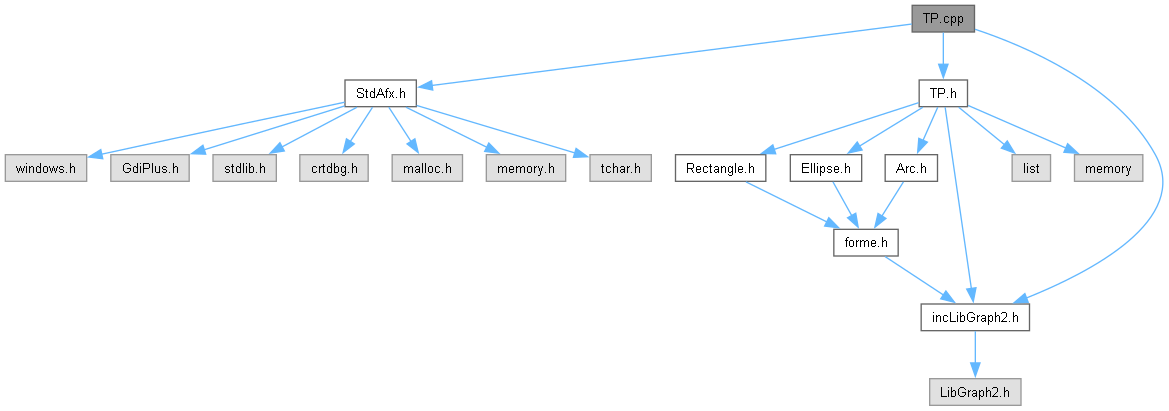 TP.cpp
StdAfx.h
TP.h
windows.h
GdiPlus.h
stdlib.h
crtdbg.h
malloc.h
memory.h
tchar.h
Rectangle.h
Ellipse.h
Arc.h
list
memory
forme.h
incLibGraph2.h
LibGraph2.h